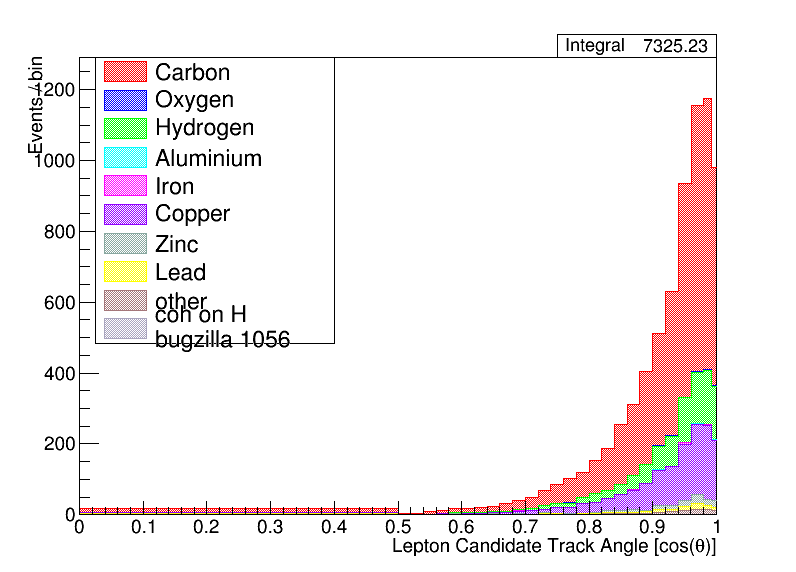 Integral 7325.23
Events / bin
Carbon
Oxygen
Hydrogen
Aluminium
Iron
Copper
Zinc
Lead
other
coh on H
bugzilla 1056
1200
1000
800
600
400
200
0
0 0.1 0.2 0.3 0.4 0.5 0.6 0.7 0.8 0.9 1
Lepton Candidate Track Angle [cos(θ)]